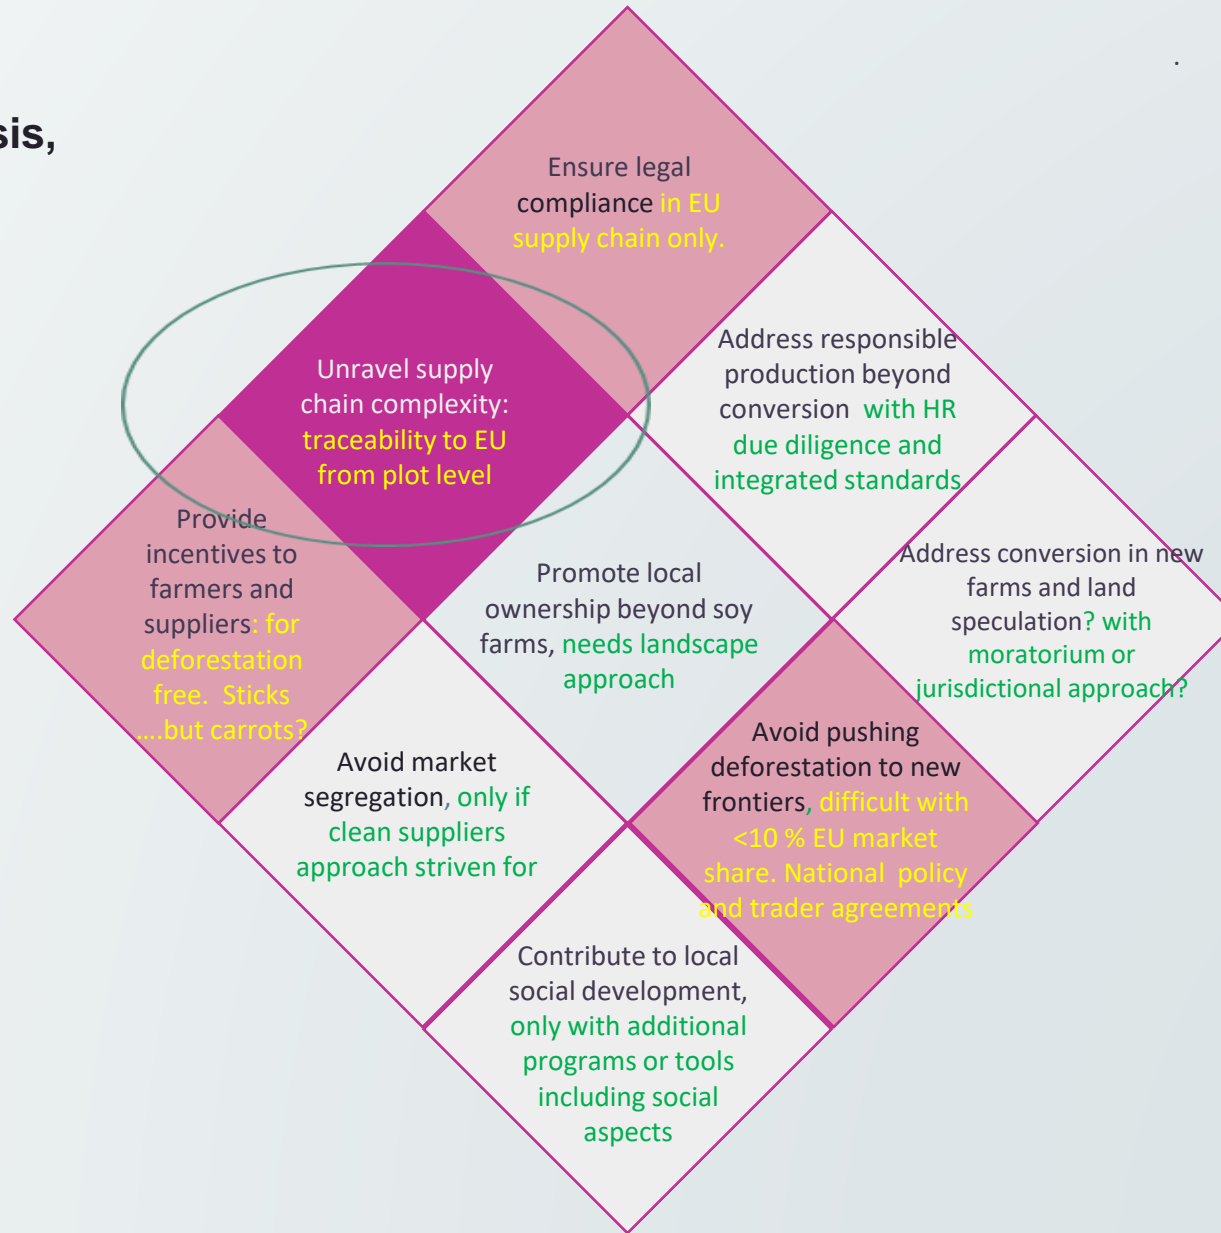 sis,
.
Ensure legal
compliance in EU
supply chain only.
Unravel supply
chain complexity:
traceability to EU
from plot level
Address responsible
production beyond
conversion with HR
due diligence and
integrated standards
Provide
incentives to
farmers and
suppliers: for
deforestation
free. Sticks
....but carrots?
Promote local
ownership beyond soy
farms, needs landscape
approach
Address conversion in new
farms and land
speculation? with
moratorium or
jurisdictional approach?
Avoid market
segregation, only if
clean suppliers
approach striven for
Avoid pushing
deforestation to new
frontiers, difficult with
<10 % EU market
share. National policy
and trader agreements
Contribute to local
social development,
only with additional
programs or tools
including social
aspects